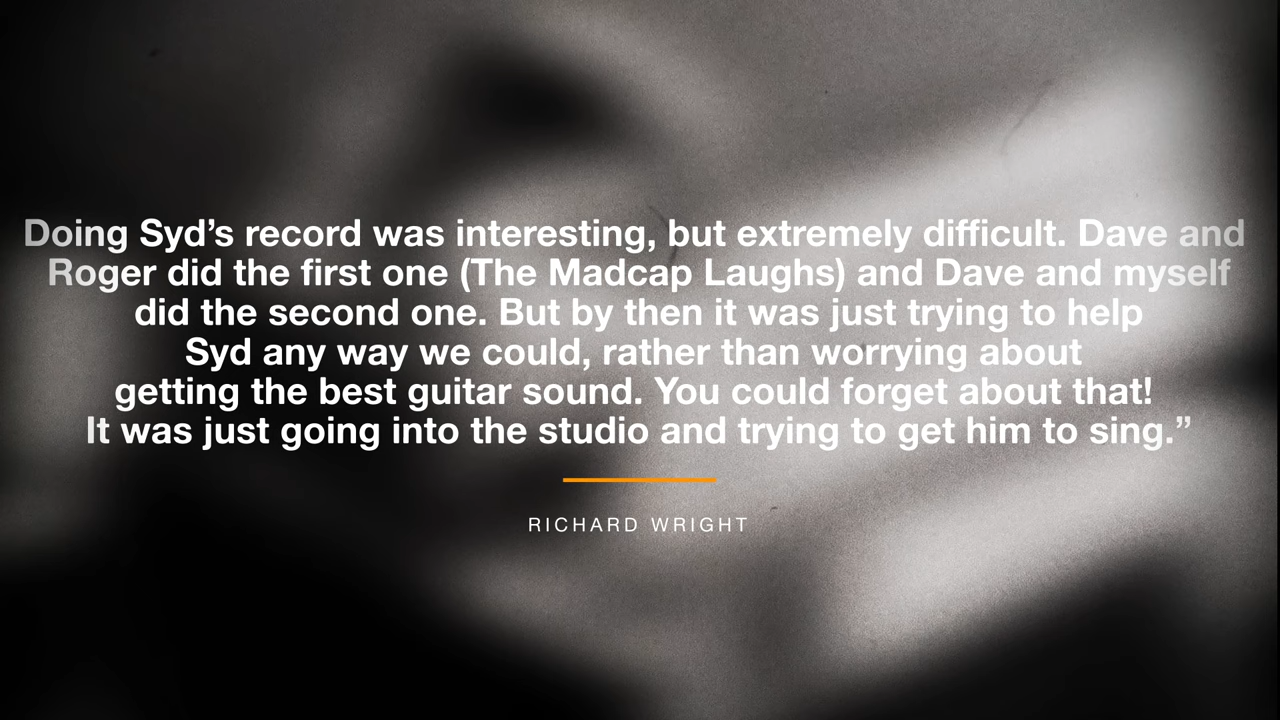 Doing Syd’s record was interesting, but extremely difficult. Dave and
Roger did the first one (The Madcap Laughs) and Dave and myself
did the second one. But by then it was just trying to help
Syd any way we could, rather than worrying about
getting the best guitar sound. You could forget about that!
It was just going into the studio and trying to get him to sing.”
RICHARD WRIGHT